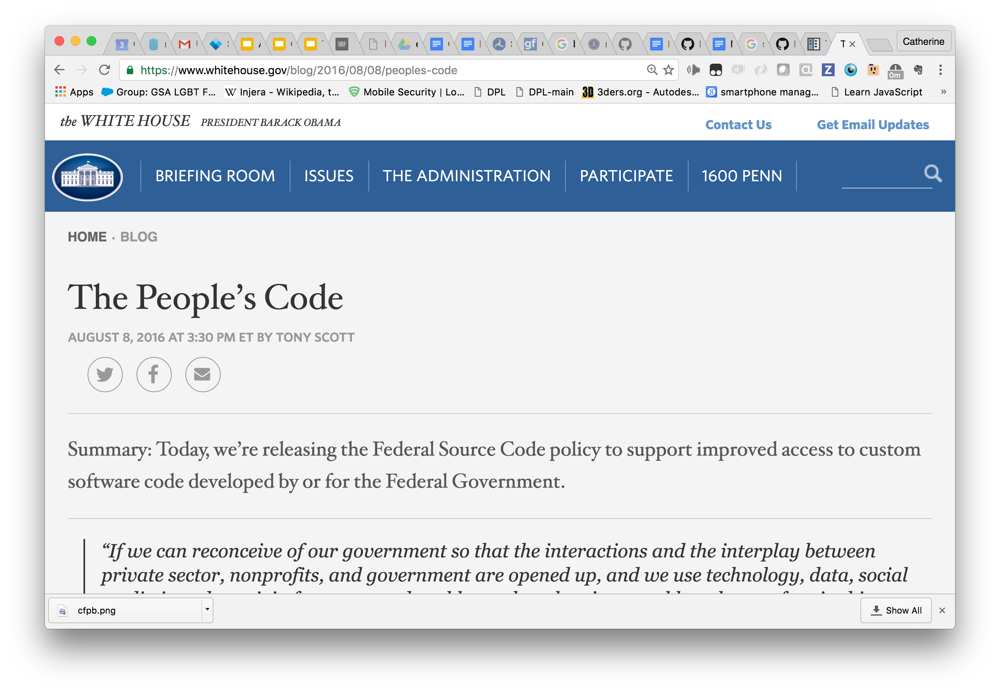 3
18F
gf
T
Catherine
https://www.whitehouse.gov/blog/2016/08/08/peoples-code
a
a
Z
0m
Apps
Group: GSA LGBT F...
W Injera - Wikipedia, t...
Mobile Security | Lo...
DPL
DPL-main
3D 3ders.org - Autodes...
8 smartphone manag...
Learn JavaScript
»
the WHITE HOUSE PRESIDENT BARACK OBAMA
Contact Us
Get Email Updates
BRIEFING ROOM
ISSUES
THE ADMINISTRATION
PARTICIPATE
1600 PENN
HOME · BLOG
The People’s Code
AUGUST 8, 2016 AT 3:30 PM ET BY TONY SCOTT
Summary: Today, we’re releasing the Federal Source Code policy to support improved access to custom
software code developed by or for the Federal Government.
“If we can reconceive of our government so that the interactions and the interplay between
private sector, nonprofits, and government are opened up, and we use technology, data, social
cfpb.png
Show All